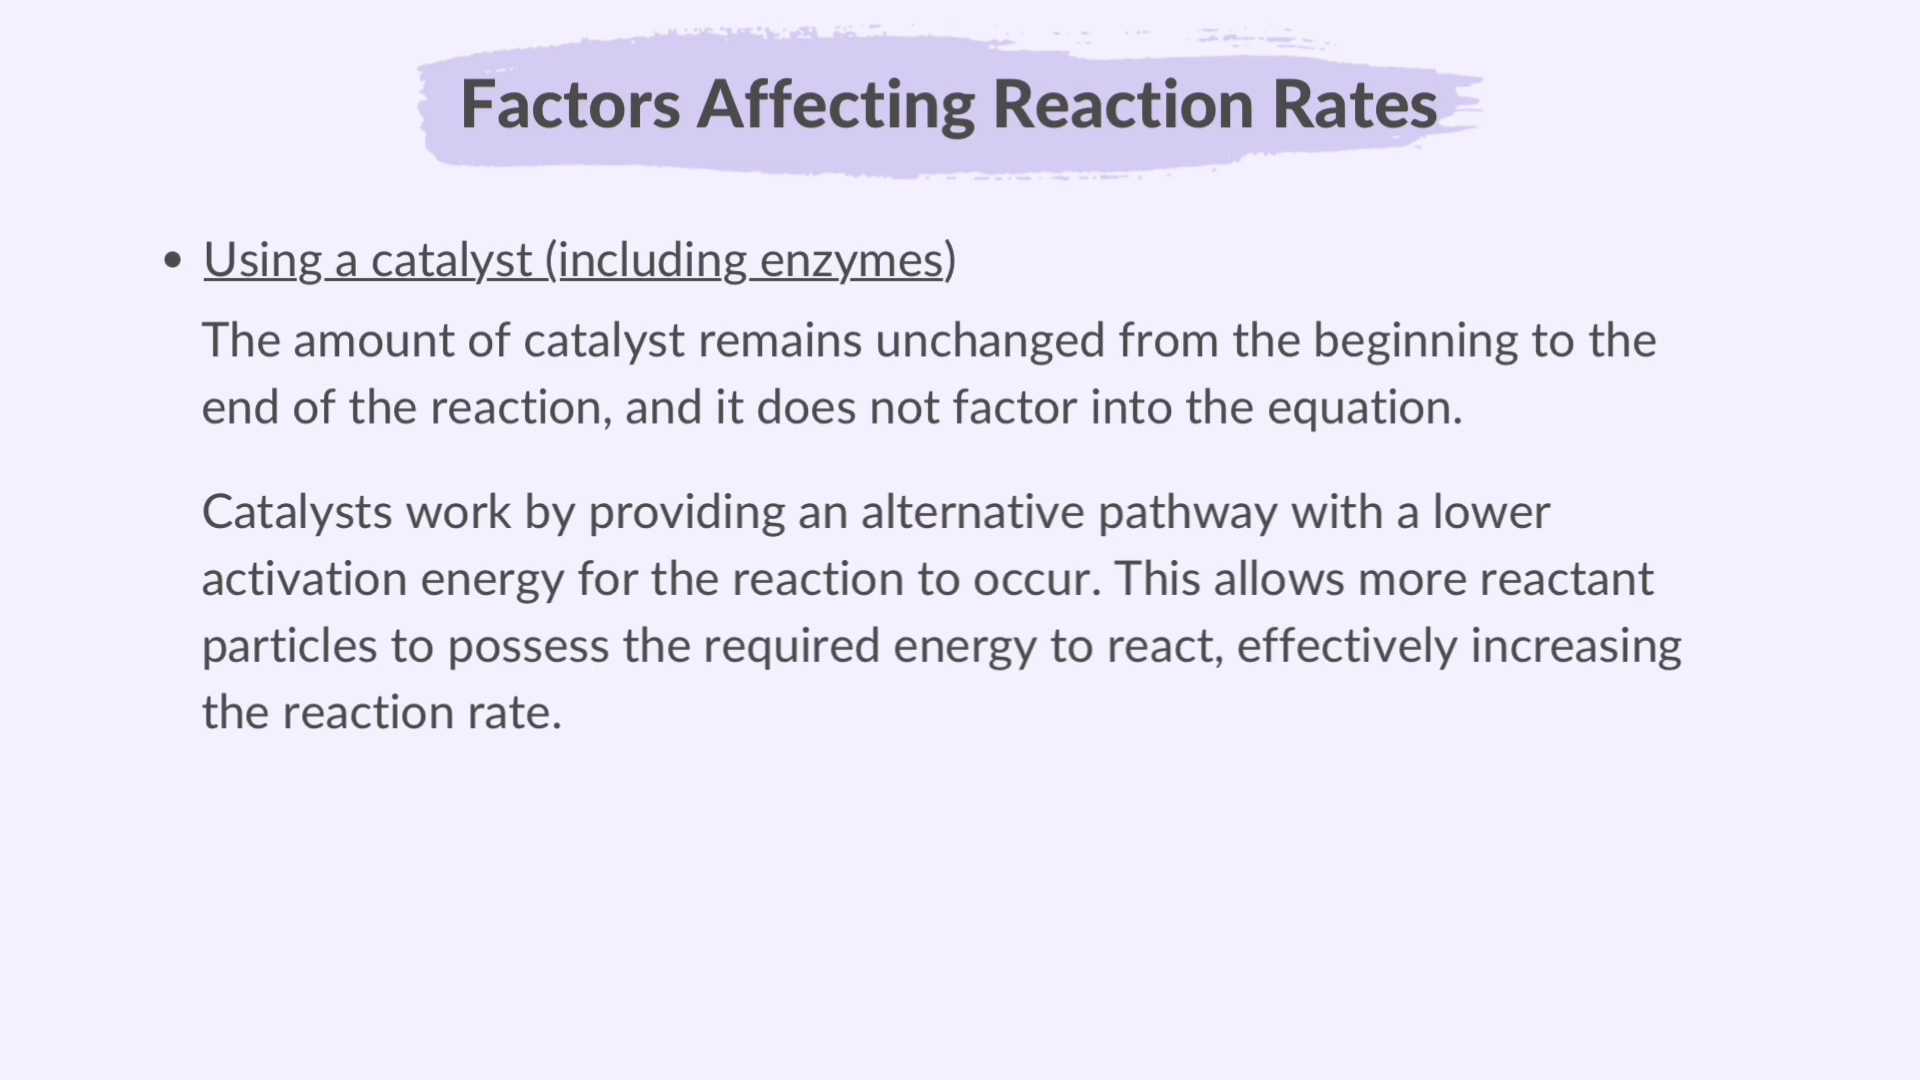 Factors Affecting Reaction Rates
• Using a catalyst (including enzymes)
The amount of catalyst remains unchanged from the beginning to the
end of the reaction, and it does not factor into the equation.
Catalysts work by providing an alternative pathway with a lower
activation energy for the reaction to occur. This allows more reactant
particles to possess the required energy to react, effectively increasing
the reaction rate.